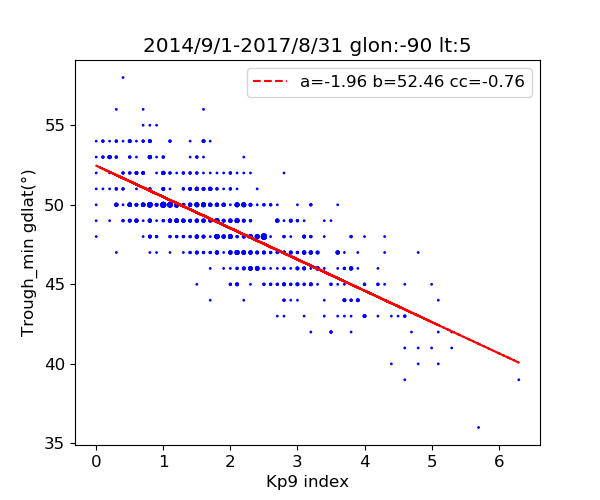 2014/9/1-2017/8/31 glon:-90 lt:5
a=-1.96 b=52.46 cc=-0.76
Trough_min gdlat(°)
55
50
45
40
35
0 1 2 3 4 5 6
Kp9 index